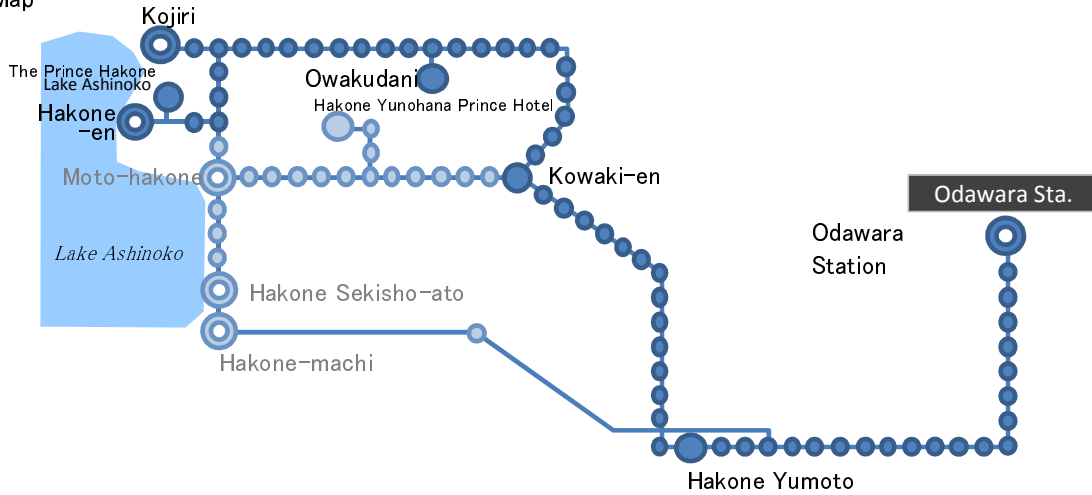 Map
Kojiri
The Prince Hakone
Lake Ashinoko
Owakudani
Hakone Yunohana Prince Hotel
Hakone
-en
Moto-hakone
Kowaki-en
Odawara Sta.
Odawara
Station
Lake Ashinoko
Hakone Sekisho-ato
Hakone-machi
Hakone Yumoto